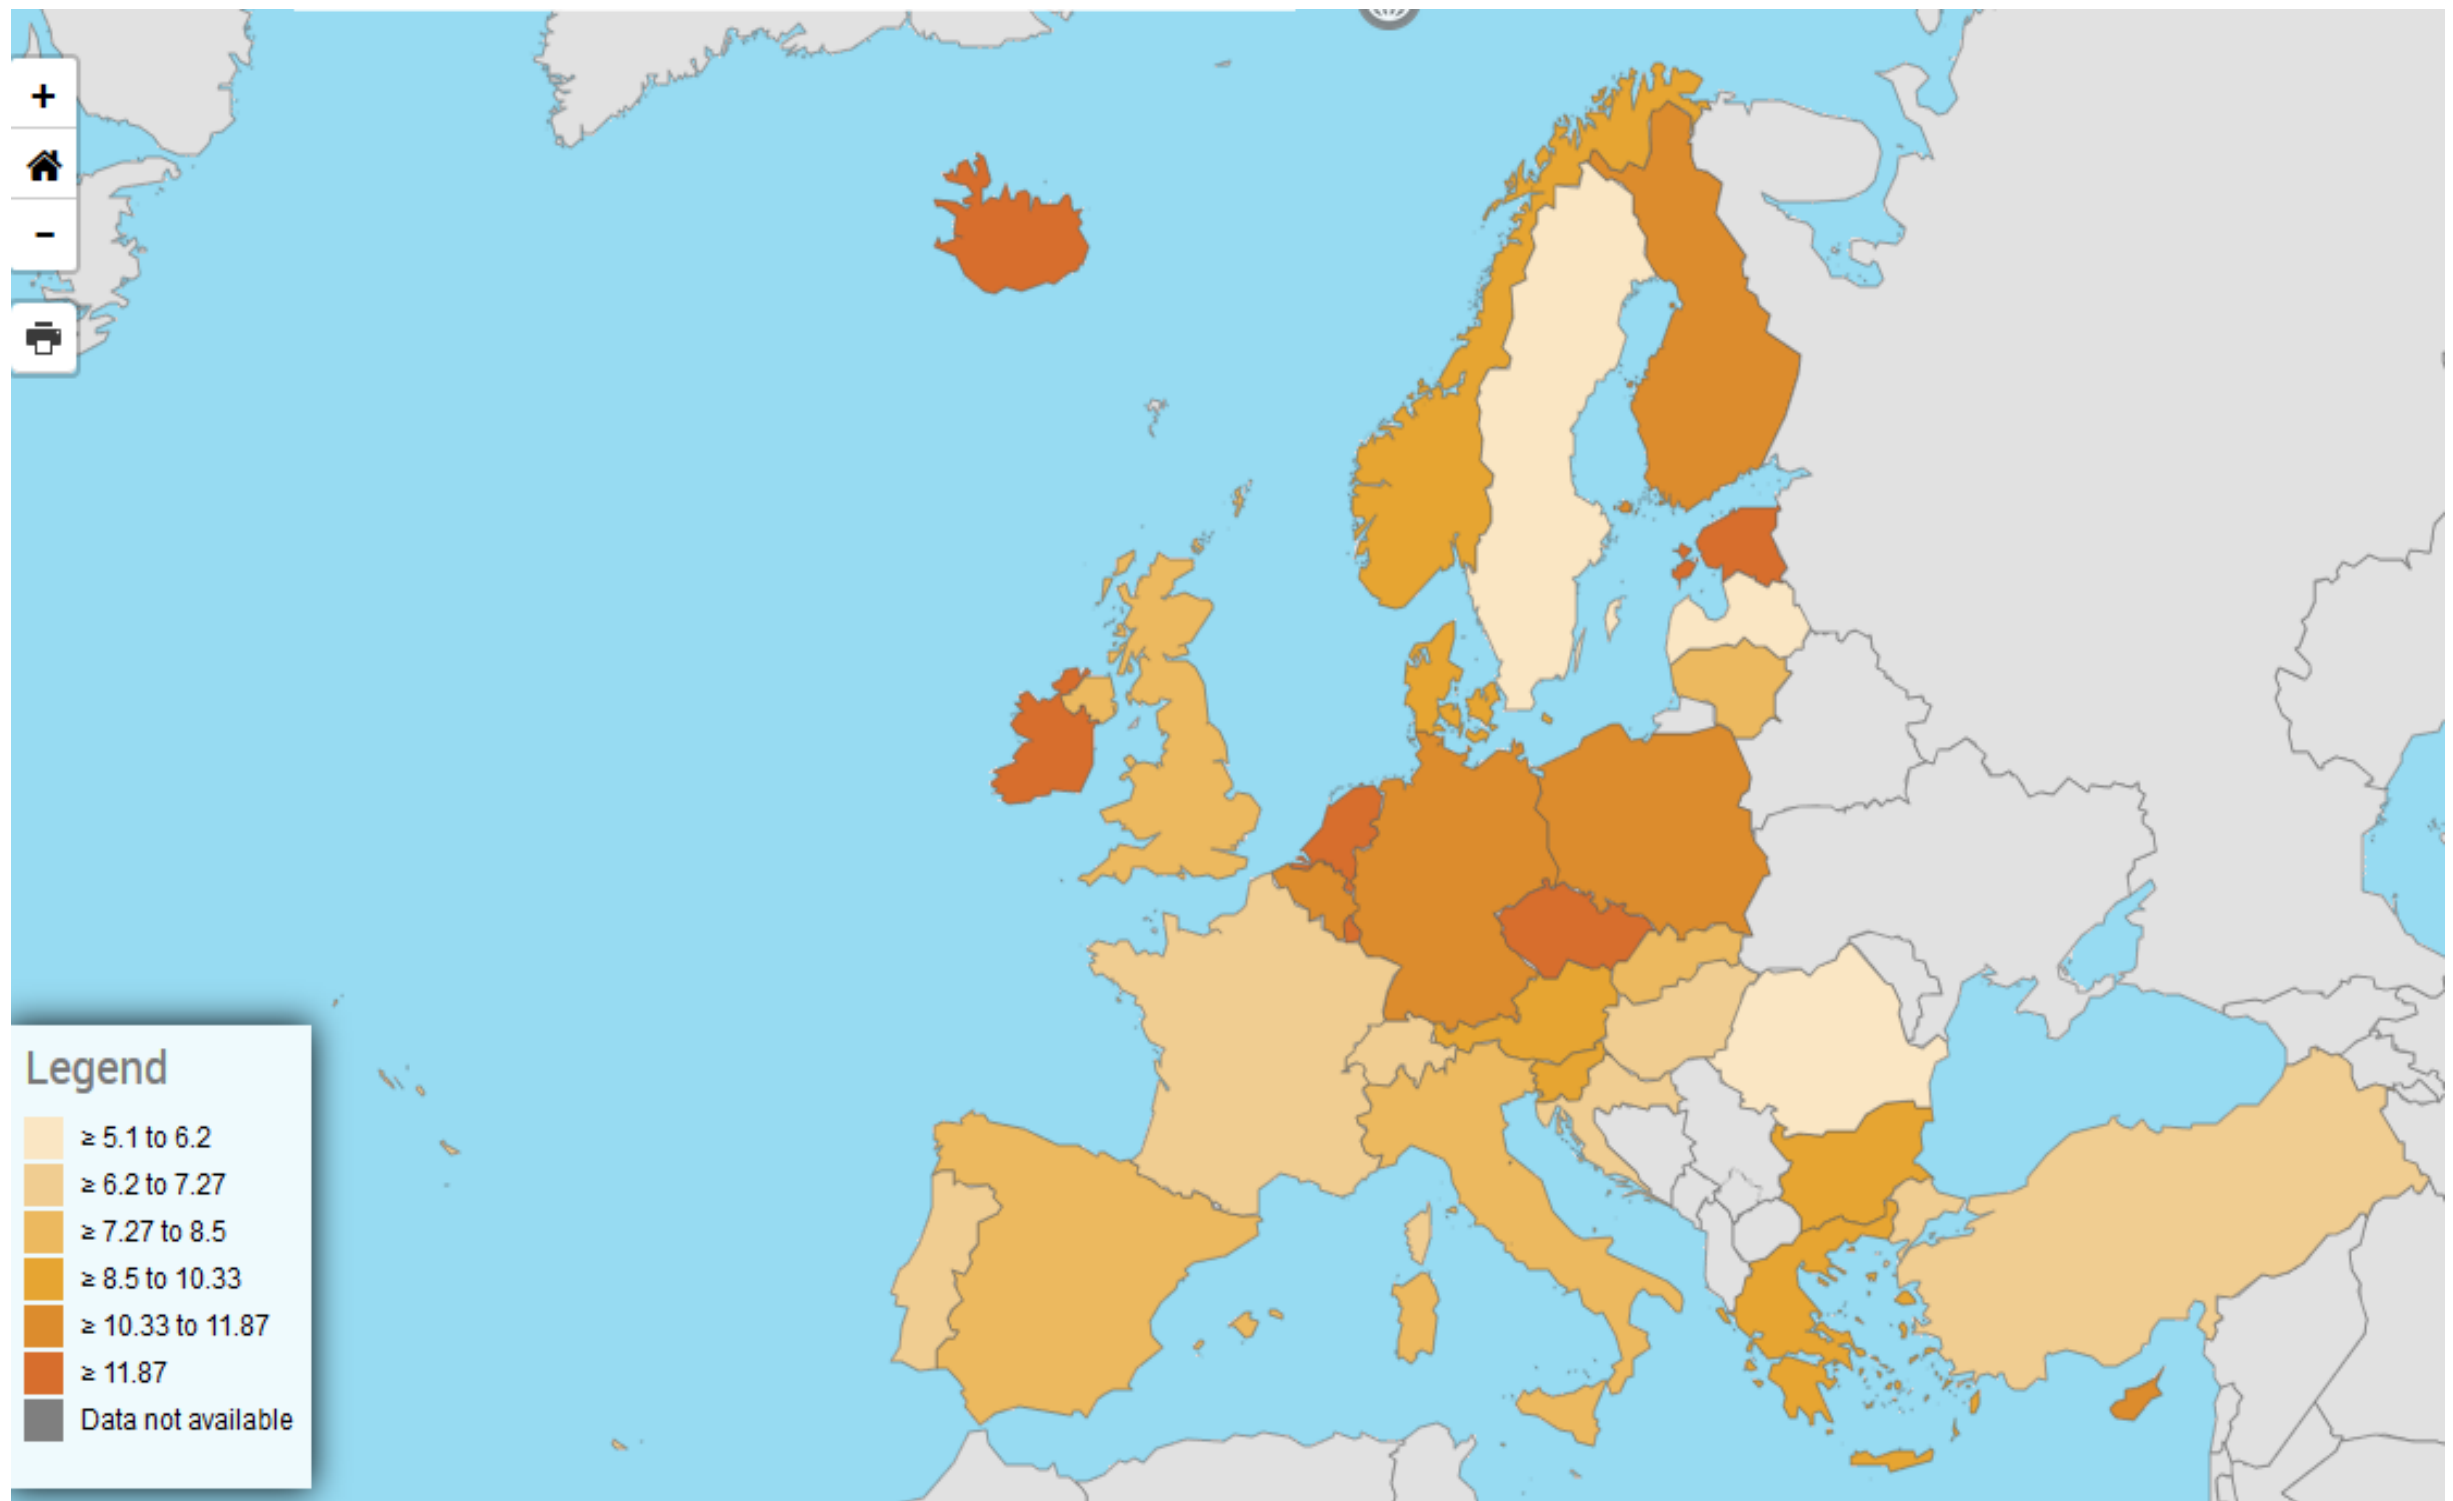 +
-
Legend
≥ 5.1 to 6.2
≥ 6.2 to 7.27
≥ 7.27 to 8.5
≥ 8.5 to 10.33
≥ 10.33 to 11.87
≥ 11.87
Data not available